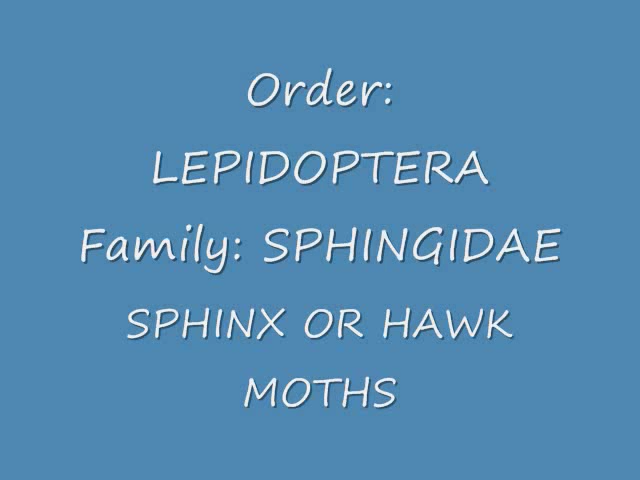 Order:
LEPIDOPTERA
Family: SPHINGIDAE
SPHINX OR HAWK
MOTHS